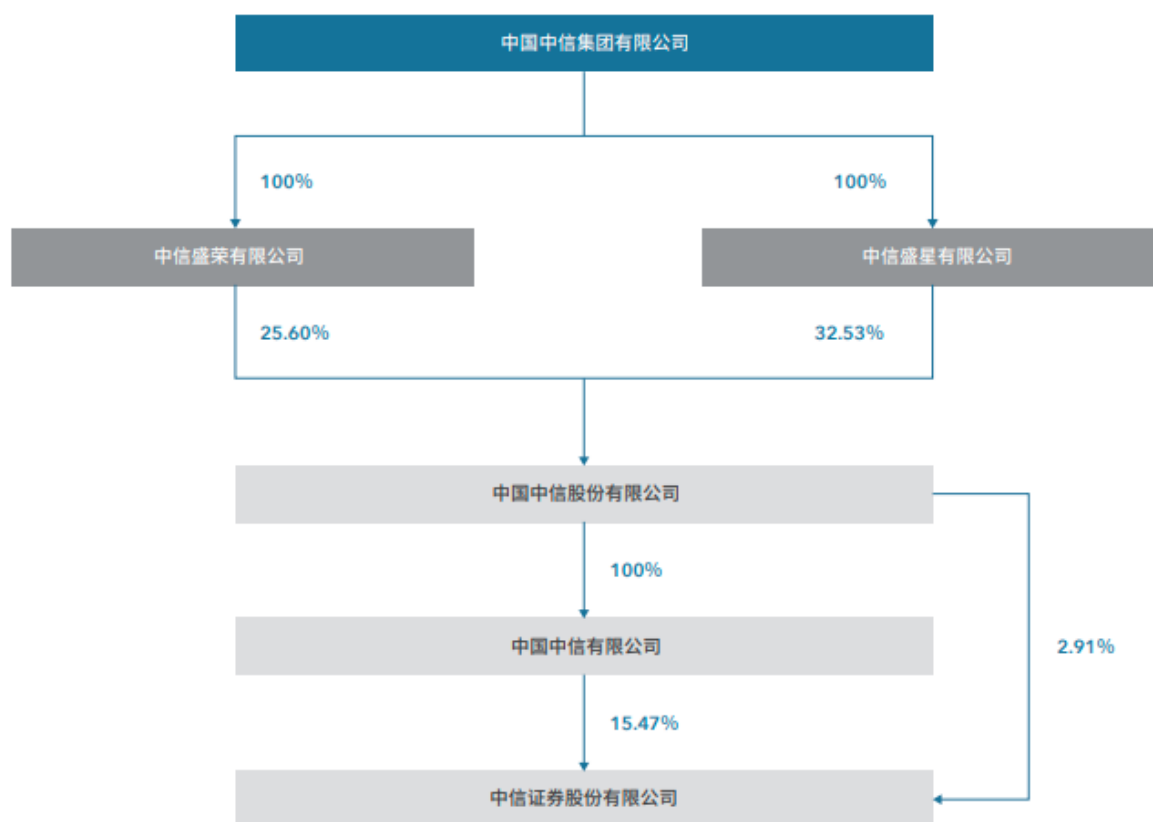 中国中信集团有限公司
100%
100%
中信盛荣有限公司
中信盛星有限公司
25.60%
32.53%
中国中信股份有限公司
100%
中国中信有限公司
2.91%
15.47%
中信证券股份有限公司